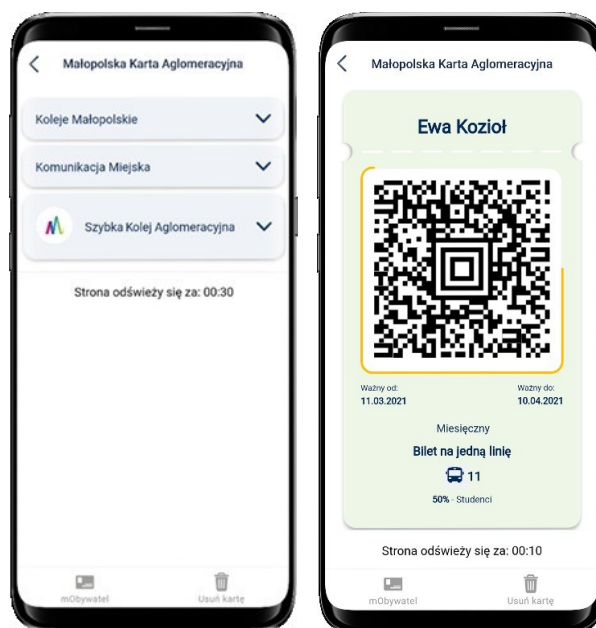 Małopolska Karta Aglomeracyjna
Koleje Małopolskie
Komunikacja Miejska
Szybka Kolej Aglomeracyjna
Strona odświeży się za: 00:30
mObywatel
Usuń kartę
Małopolska Karta Aglomeracyjna
Ewa Kozioł
Ważny od:
11.03.2021
Ważny do:
10.04.2021
Miesięczny
Bilet na jedną linię
11
50% - Studenci
Strona odświeży się za: 00:10
mObywatel
Usuń kartę